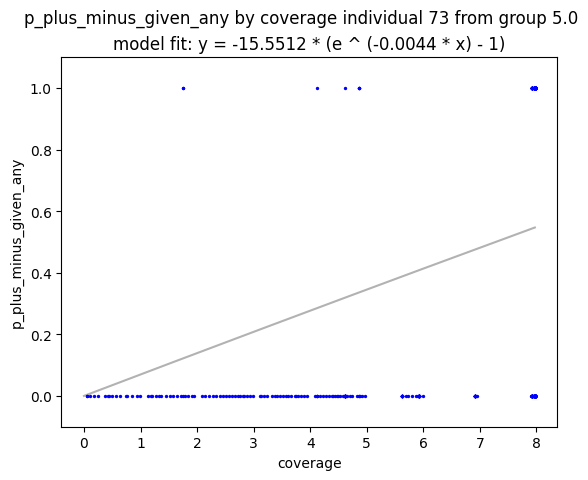 p_plus_minus_given_any by coverage individual 73 from group 5.0
model fit: y = -15.5512 * (e ^ (-0.0044 * x) - 1)
p_plus_minus_given_any
1.0
0.8
0.6
0.4
0.2
0.0
0 1 2 3 4 5 6 7 8
coverage